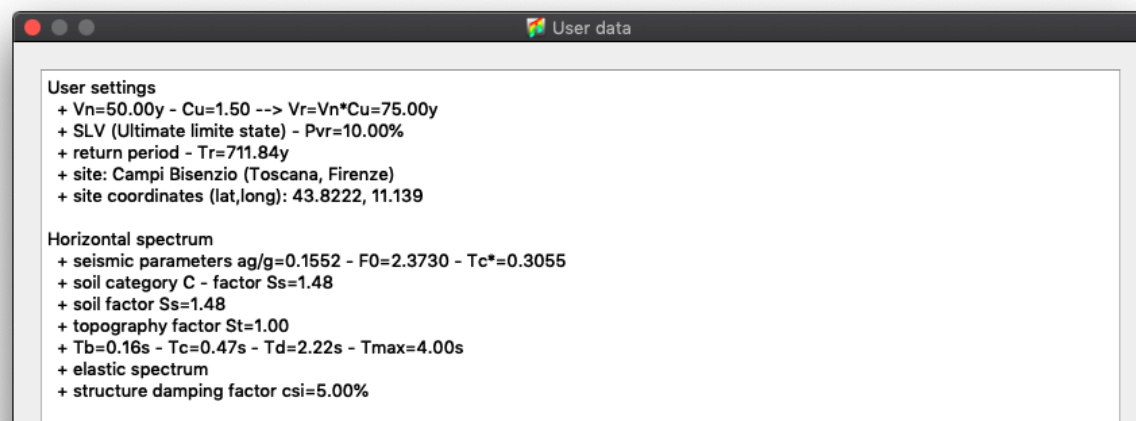 User data
User settings
+ Vn=50.00y - Cu=1.50 --> Vr=Vn*Cu=75.00y
+ SLV (Ultimate limite state) - Pvr=10.00%
+ return period - Tr=711.84y
+ site: Campi Bisenzio (Toscana, Firenze)
+ site coordinates (lat,long): 43.8222, 11.139
Horizontal spectrum
+ seismic parameters ag/g=0.1552 - F0=2.3730 - Tc*=0.3055
+ soil category C - factor Ss=1.48
+ soil factor Ss=1.48
+ topography factor St=1.00
+ Tb=0.16s - Tc=0.47s - Td=2.22s - Tmax=4.00s
+ elastic spectrum
+ structure damping factor csi=5.00%